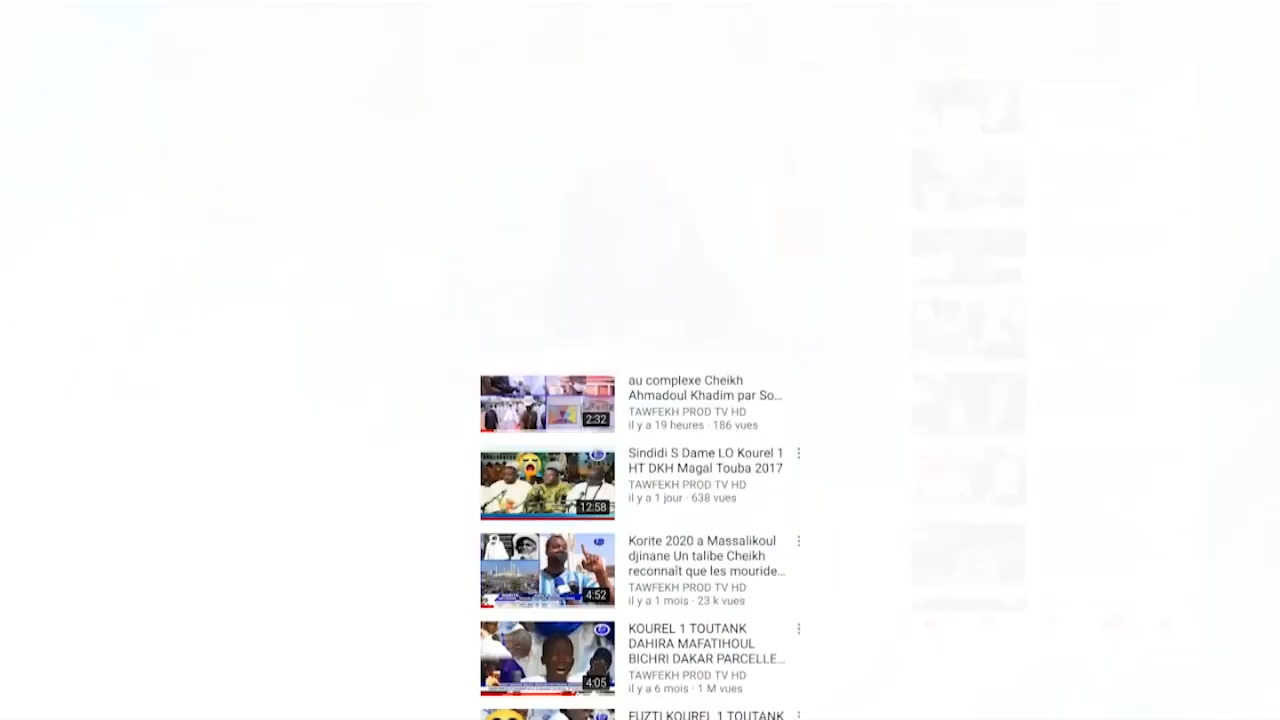 au complexe Cheikh
Ahmadoul Khadim par So...
TAWFEKH PROD TV HD
il y a 19 heures · 186 vues
2:32
Sindidi S Dame LO Kourel 1
HT DKH Magal Touba 2017
TAWFEKH PROD TV HD
il y a 1 jour · 638 vues
12:58
Korite 2020 a Massalikoul
djinane Un talibe Cheikh
reconnaît que les mouride...
TAWFEKH PROD TV HD
il y a 1 mois · 23 k vues
4:52
KOUREL 1 TOUTANK
DAHIRA MAFATIHOUL
BICHRI DAKAR PARCELLE...
TAWFEKH PROD TV HD
il y a 6 mois · 1 M vues
4:05
FUZTI KOUREL 1 TOUTANK